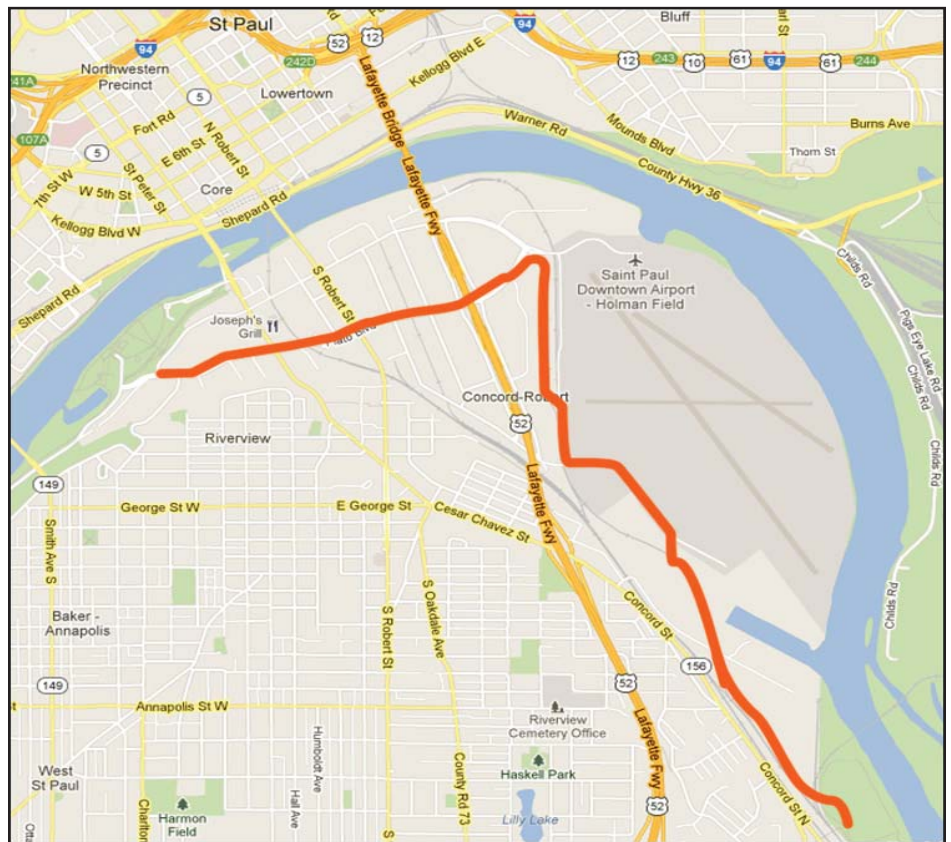 St Paul
52
12
94
Bluff
Northwestern
Precinct
242D
Kellogg Blvd E
12
243
10
61
94
61
244
5
Lowertown
Lafayette Bridge
Lafayette Fwy
41A
Fort Rd
N Robert St
Warner Rd
Mounds Blvd
Burns Ave
107A
5
E 6th St
Core
Thorn St
7th St W
W 5th St
St Peter St
County Hwy 36
Kellogg Blvd W
Shepard Rd
Shepard Rd
S Robert St
Saint Paul
Downtown Airport
- Holman Field
Childs Rd
Joseph's
Grill
Pigs Eye Lake Rd
Childs Rd
Concord-Robert
52
Riverview
Childs Rd
149
Lafayette Fwy
George St W
E George St
Cesar Chavez St
Smith Ave S
S Oakdale Ave
Childs Rd
Baker -
Annapolis
S Robert St
Concord St
156
149
52
Annapolis St W
Riverview
Cemetery Office
Lafayette Fwy
Humboldt Ave
West
St Paul
Hall Ave
County Rd 73
Haskell Park
Concord St N
Charlton
Harmon
Field
Lilly Lake
52